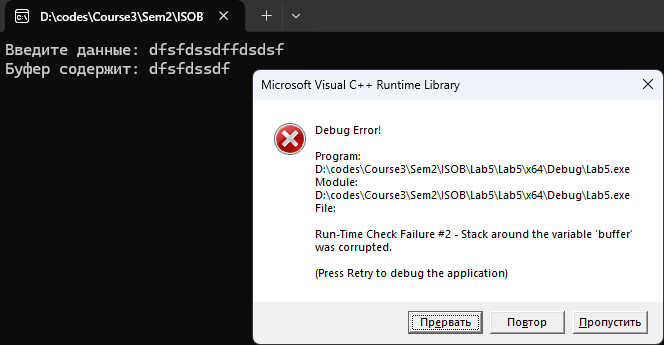 D:\codes\Course3\Sem2\ISOB
Введите данные: dfsfdssdffdsdsf
Буфер содержит: dfsfdssdf
Microsoft Visual C++ Runtime Library
Debug Error!
Program:
D:\codes\Course3\Sem2\ISOB\Lab5\Lab5\x64\Debug\Lab5.exe
Module:
D:\codes\Course3\Sem2\ISOB\Lab5\Lab5\x64\Debug\Lab5.exe
File:
Run-Time Check Failure #2 - Stack around the variable 'buffer'
was corrupted.
(Press Retry to debug the application)
Прервать Повтор Пропустить